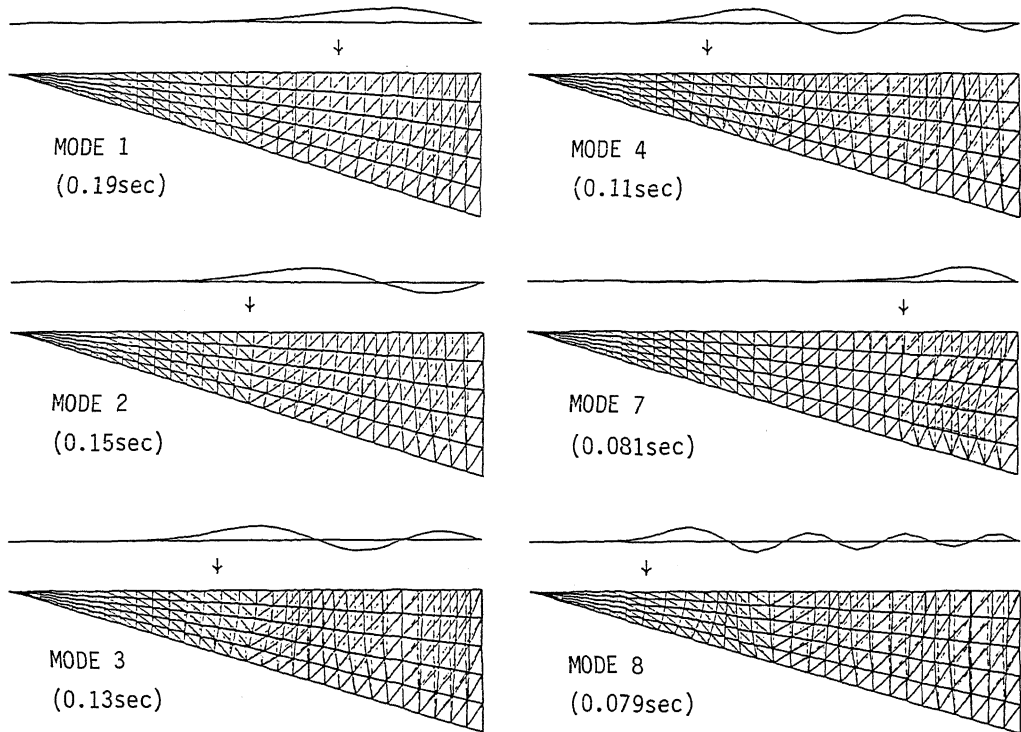 MODE 1
(0.19sec)
MODE 2
(0.15sec)
MODE 3
(0.13sec)
MODE 4
(0.11sec)
MODE 7
(0.081sec)
MODE 8
(0.079sec)